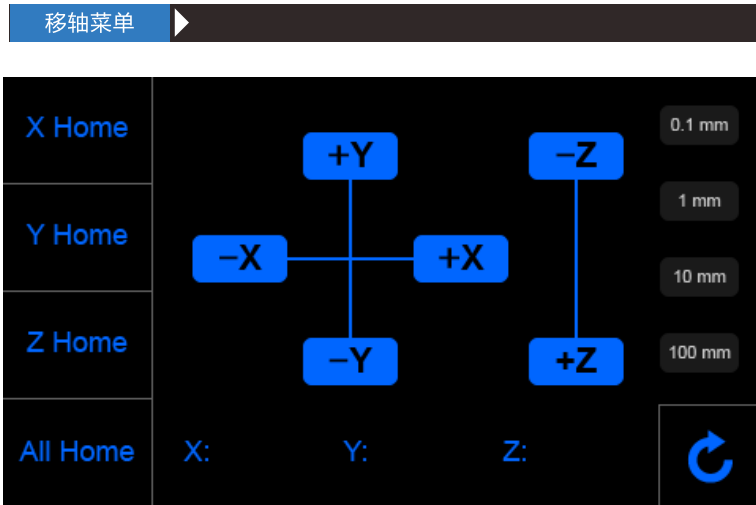 移轴菜单
X Home
Y Home
Z Home
All Home
+Y
−X
+X
−Y
−Z
+Z
0.1 mm
1 mm
10 mm
100 mm
X:
Y:
Z: